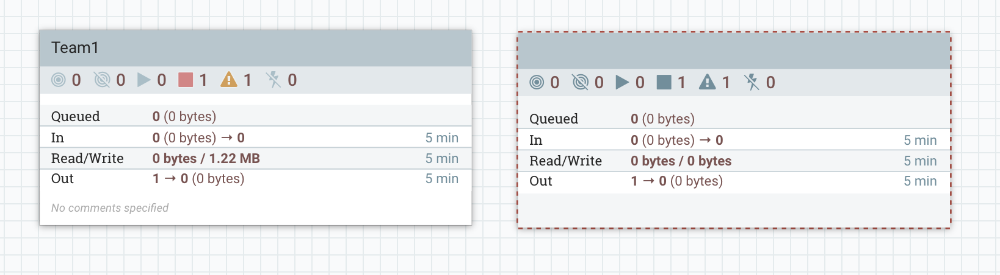 Team1
0 0 0 1 1 0
Queued 0 (0 bytes)
In 0 (0 bytes) → 0 5 min
Read/Write 0 bytes / 1.22 MB 5 min
Out 1 → 0 (0 bytes) 5 min
No comments specified
0 0 0 1 1 0
Queued 0 (0 bytes)
In 0 (0 bytes) → 0 5 min
Read/Write 0 bytes / 0 bytes 5 min
Out 1 → 0 (0 bytes) 5 min